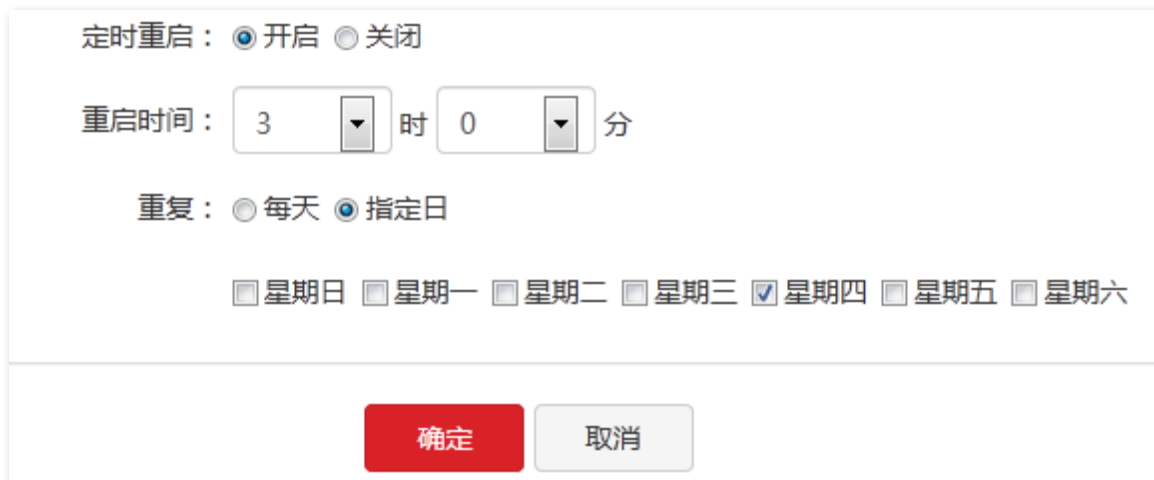 定时重启： 开启 关闭
重启时间： 3 时 0 分
重复： 每天 指定日
星期日 星期一 星期二 星期三 星期四 星期五 星期六
确定 取消